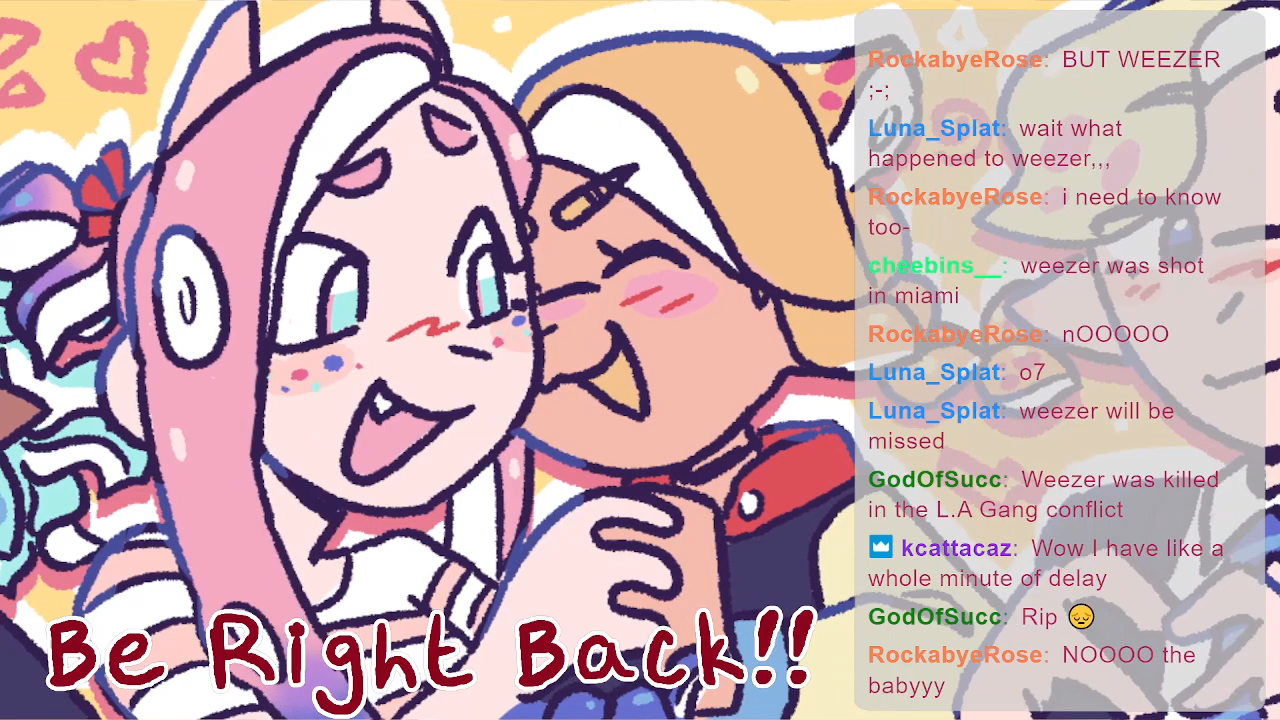 RockabyeRose: BUT WEEZER
;-;
Luna_Splat: wait what
happened to weezer,,,
RockabyeRose: i need to know
too-
cheebins__: weezer was shot
in miami
RockabyeRose: nOOOOO
Luna_Splat: o7
Luna_Splat: weezer will be
missed
GodOfSucc: Weezer was killed
in the L.A Gang conflict
kcattacaz: Wow I have like a
whole minute of delay
GodOfSucc: Rip 😔
RockabyeRose: NOOOO the
babyyy
Be Right Back!!